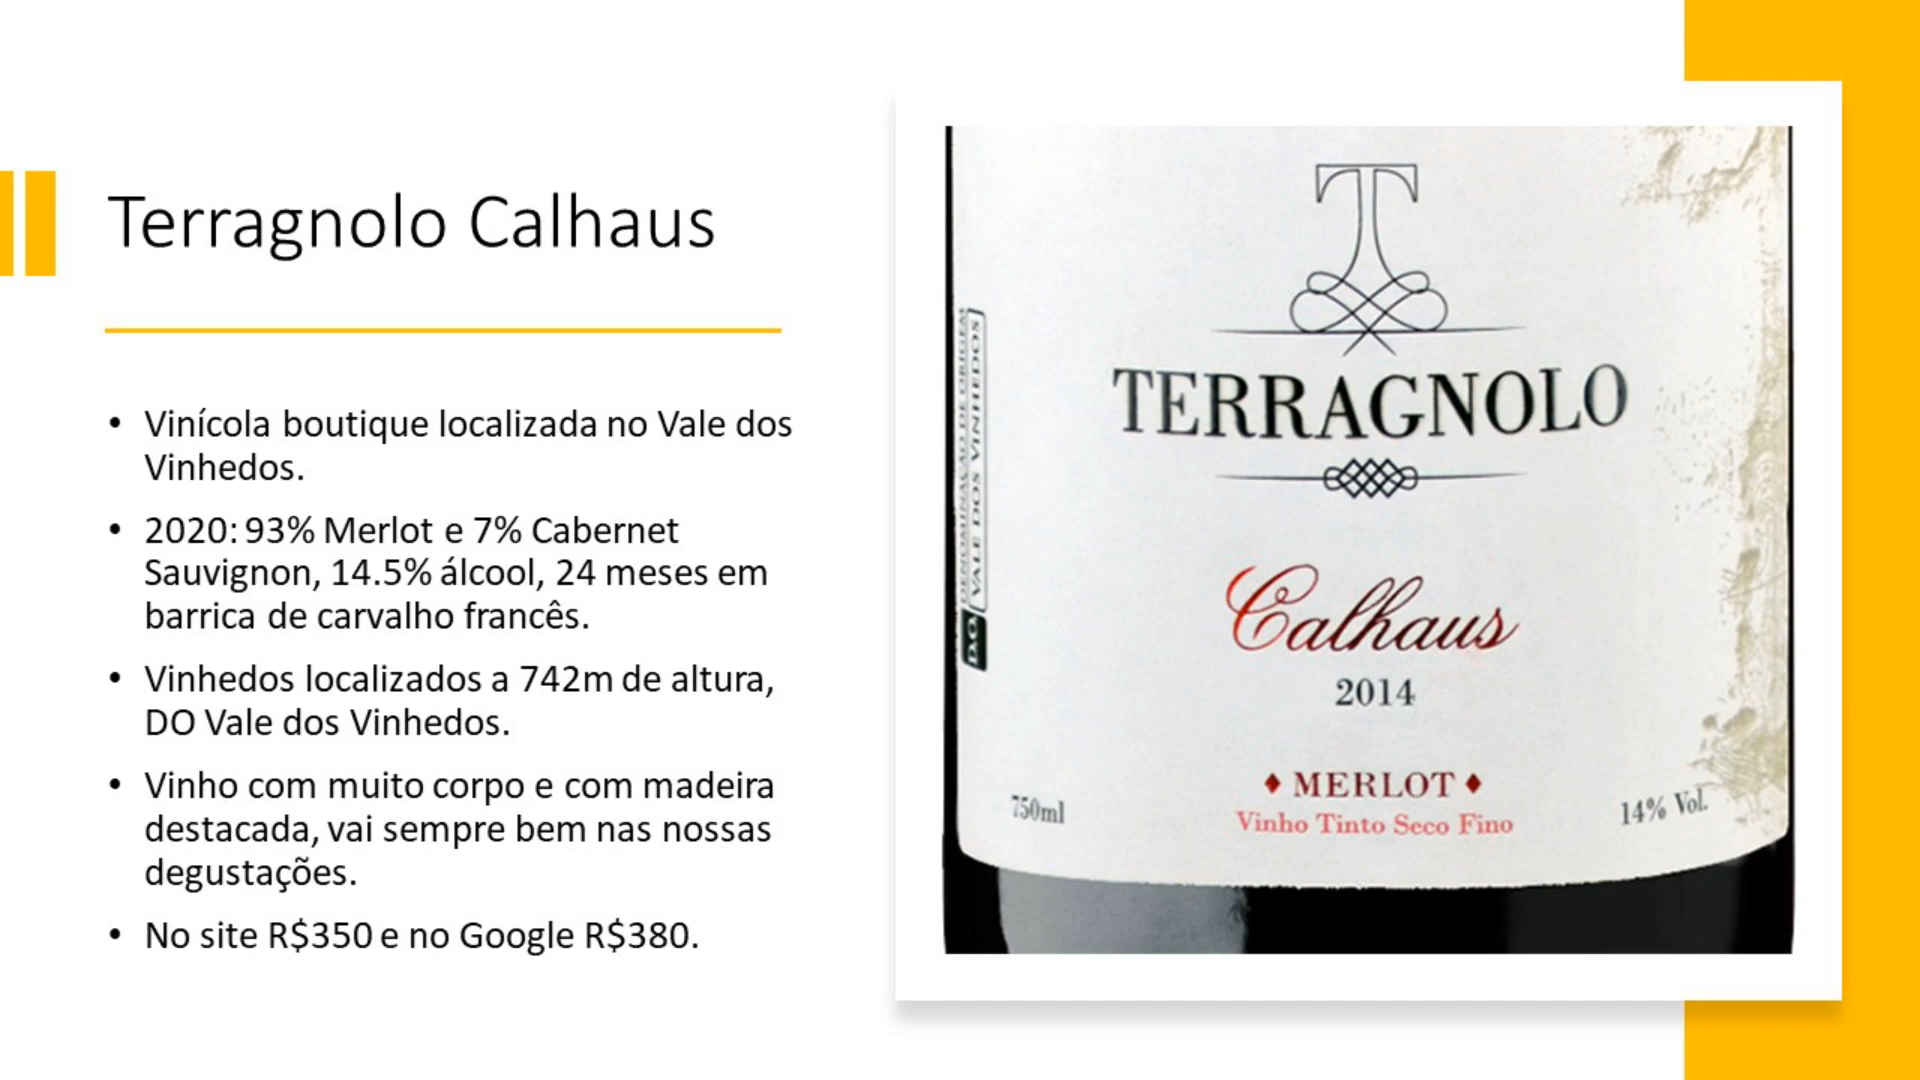 Terragnolo Calhaus
• Vinícola boutique localizada no Vale dos
Vinhedos.
• 2020: 93% Merlot e 7% Cabernet
Sauvignon, 14.5% álcool, 24 meses em
barrica de carvalho francês.
• Vinhedos localizados a 742m de altura,
DO Vale dos Vinhedos.
• Vinho com muito corpo e com madeira
destacada, vai sempre bem nas nossas
degustações.
• No site R$350 e no Google R$380.
T
TERRAGNOLO
DENOMINAÇÃO DE ORIGEM
VALE DOS VINHEDOS
D.O.
Calhaus
2014
♦ MERLOT ♦
Vinho Tinto Seco Fino
750ml
14% Vol.